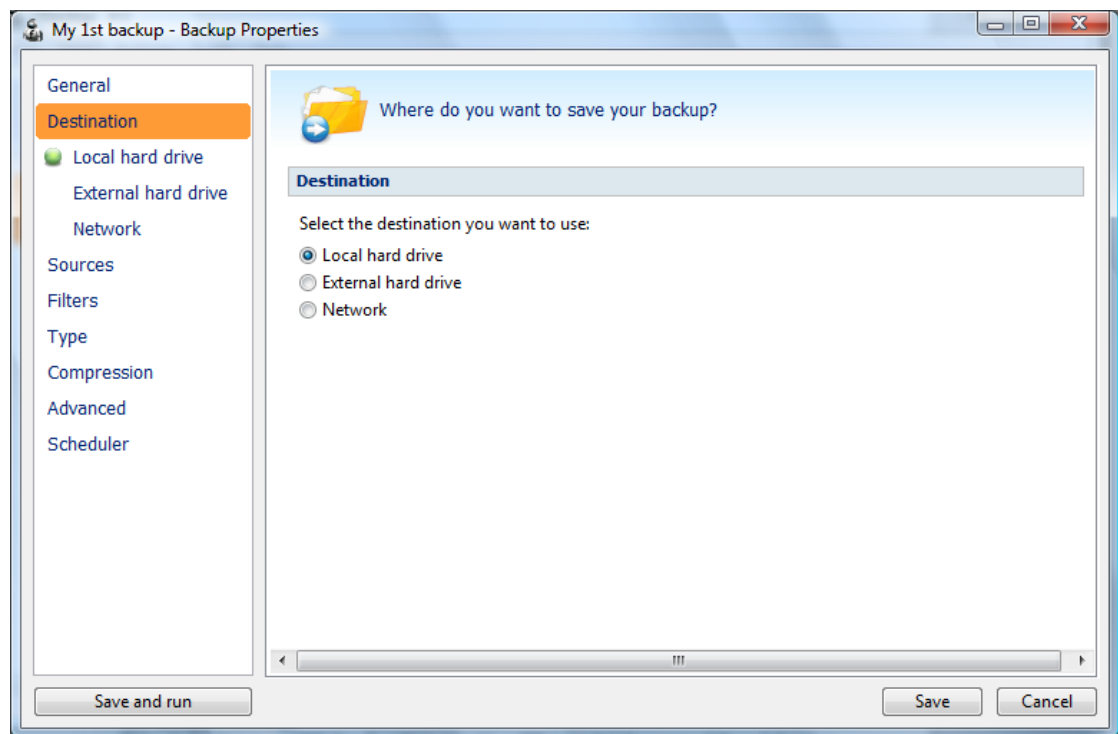 My 1st backup - Backup Properties
General
Destination
Local hard drive
External hard drive
Network
Sources
Filters
Type
Compression
Advanced
Scheduler
Where do you want to save your backup?
Destination
Select the destination you want to use:
Local hard drive
External hard drive
Network
Save and run
Save
Cancel